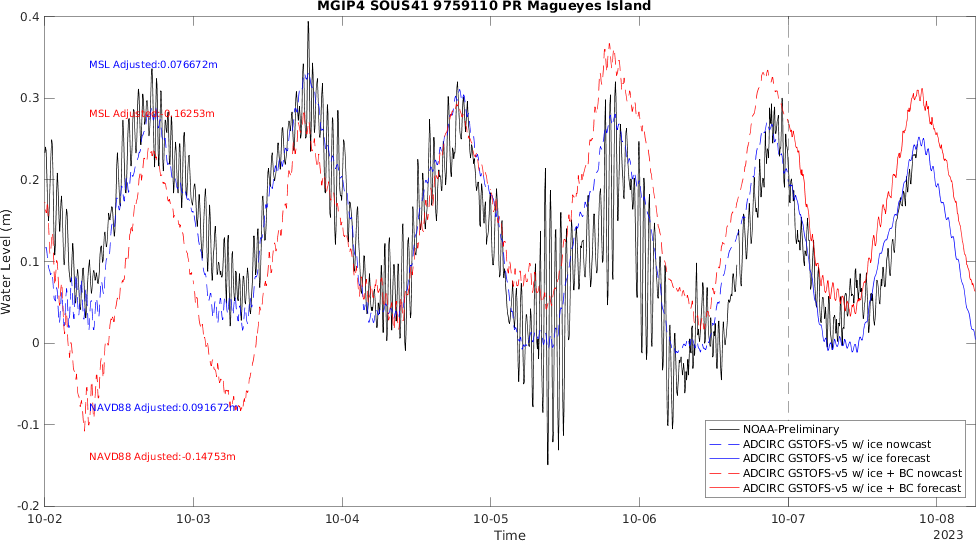 MGIP4 SOUS41 9759110 PR Magueyes Island
0.4
0.3
0.2
0.1
0
-0.1
-0.2
Water Level (m)
MSL Adjusted:0.076672m
MSL Adjusted:-0.16253m
NAVD88 Adjusted:0.091672m
NAVD88 Adjusted:-0.14753m
NOAA-Preliminary
ADCIRC GSTOFS-v5 w/ ice nowcast
ADCIRC GSTOFS-v5 w/ ice forecast
ADCIRC GSTOFS-v5 w/ ice + BC nowcast
ADCIRC GSTOFS-v5 w/ ice + BC forecast
10-02 10-03 10-04 10-05 10-06 10-07 10-08
Time
2023